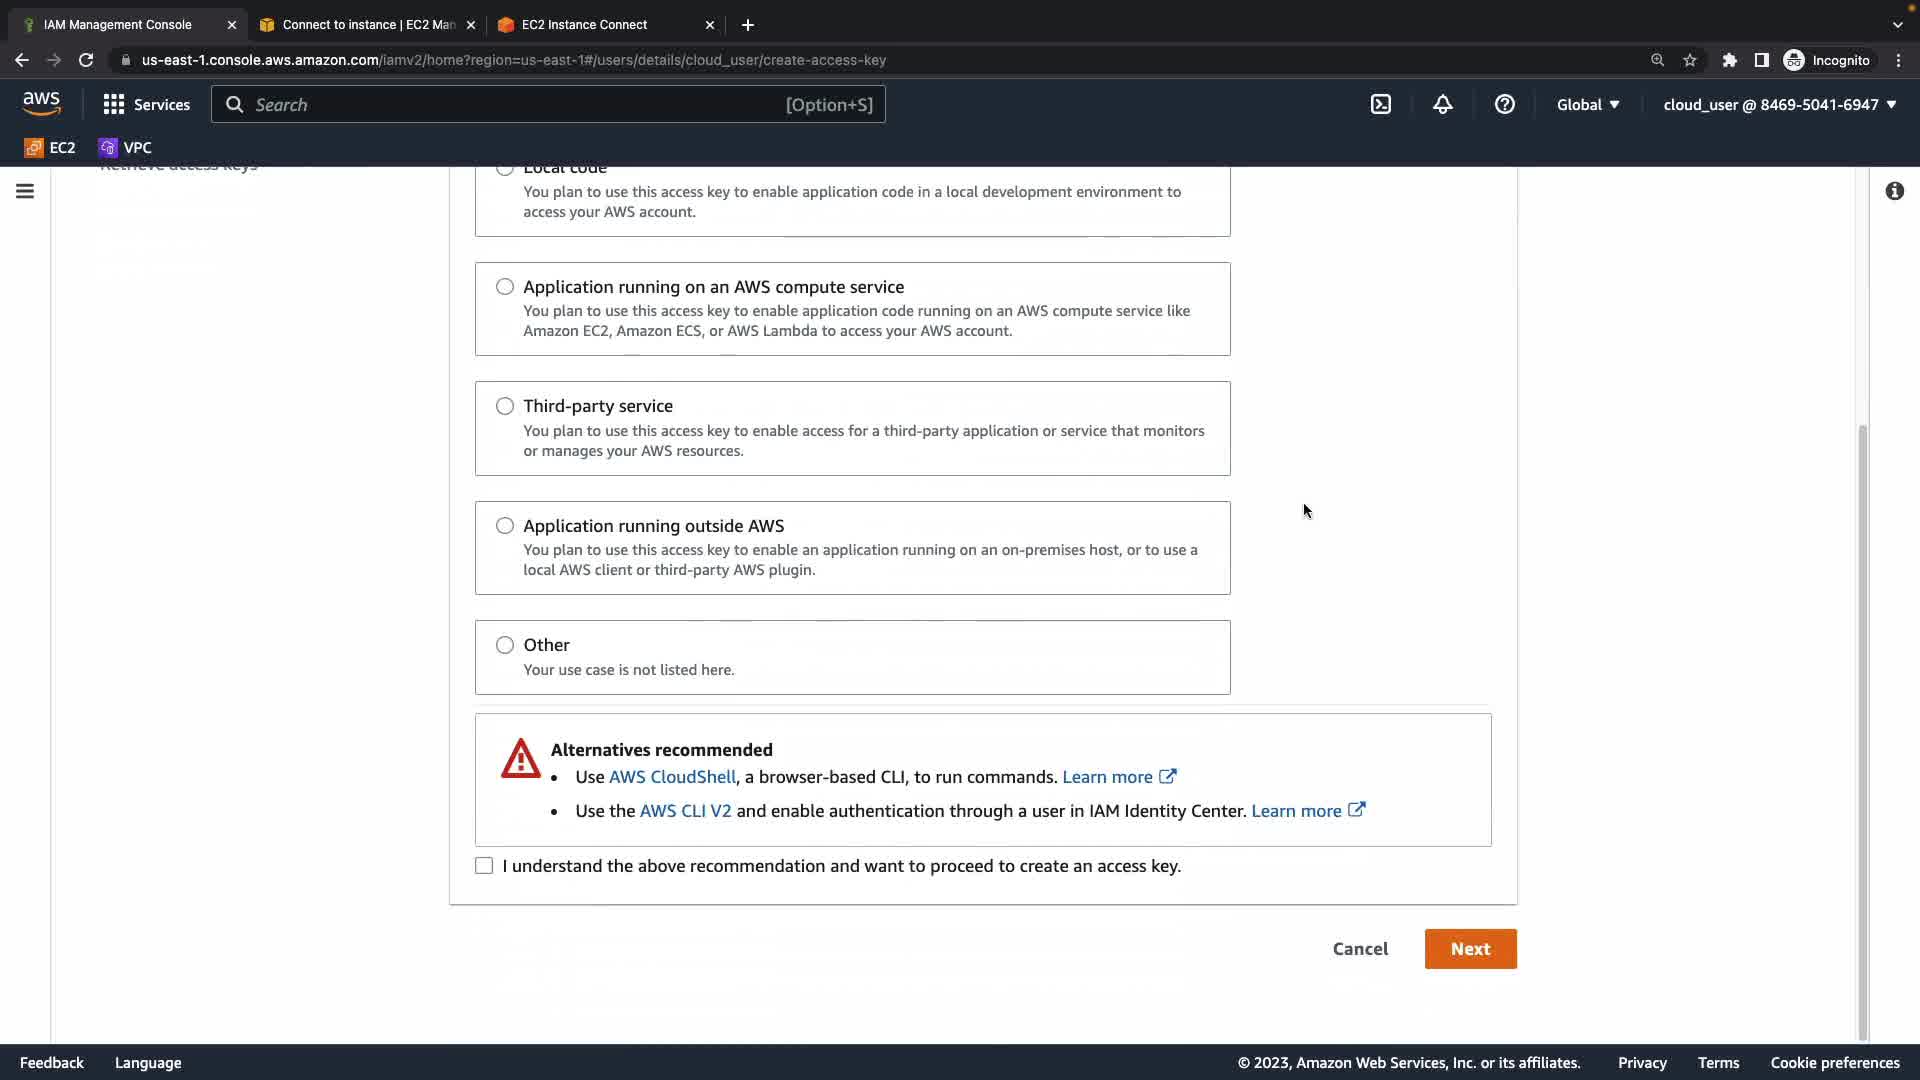 IAM Management Console
Connect to instance | EC2 Man
EC2 Instance Connect
us-east-1.console.aws.amazon.com/iamv2/home?region=us-east-1#/users/details/cloud_user/create-access-key
Incognito
aws
Services
Search
[Option+S]
Global
cloud_user @ 8469-5041-6947
EC2
VPC
Retrieve access keys
Local code
You plan to use this access key to enable application code in a local development environment to
access your AWS account.
Application running on an AWS compute service
You plan to use this access key to enable application code running on an AWS compute service like
Amazon EC2, Amazon ECS, or AWS Lambda to access your AWS account.
Third-party service
You plan to use this access key to enable access for a third-party application or service that monitors
or manages your AWS resources.
Application running outside AWS
You plan to use this access key to enable an application running on an on-premises host, or to use a
local AWS client or third-party AWS plugin.
Other
Your use case is not listed here.
Alternatives recommended
Use AWS CloudShell, a browser-based CLI, to run commands. Learn more
Use the AWS CLI V2 and enable authentication through a user in IAM Identity Center. Learn more
I understand the above recommendation and want to proceed to create an access key.
Cancel
Next
Feedback
Language
© 2023, Amazon Web Services, Inc. or its affiliates.
Privacy
Terms
Cookie preferences